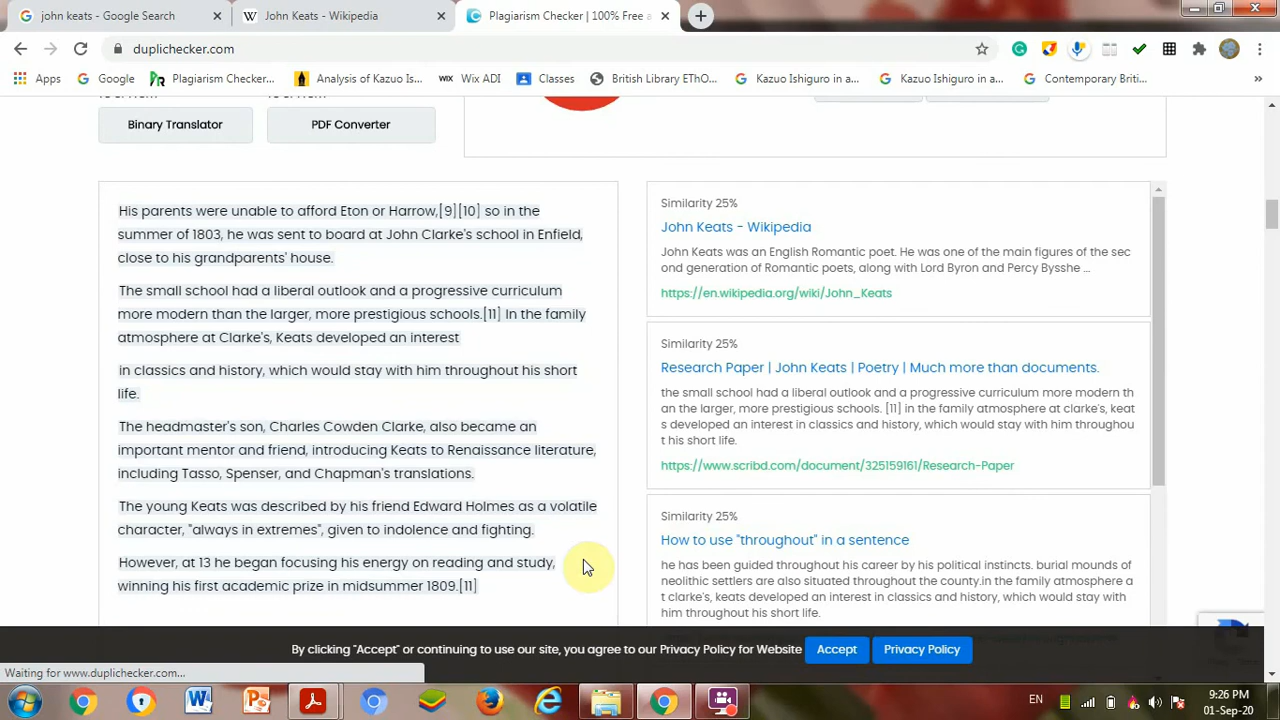 john keats - Google Search
John Keats - Wikipedia
Plagiarism Checker | 100% Free a
duplichecker.com
Apps
Google
Plagiarism Checker...
Analysis of Kazuo Is...
WIX
Wix ADI
Classes
British Library EThO...
Kazuo Ishiguro in a...
Kazuo Ishiguro in a...
Contemporary Briti...
Binary Translator
PDF Converter
His parents were unable to afford Eton or Harrow,[9][10] so in the
summer of 1803, he was sent to board at John Clarke's school in Enfield,
close to his grandparents' house.
The small school had a liberal outlook and a progressive curriculum
more modern than the larger, more prestigious schools.[11] In the family
atmosphere at Clarke's, Keats developed an interest
in classics and history, which would stay with him throughout his short
life.
The headmaster's son, Charles Cowden Clarke, also became an
important mentor and friend, introducing Keats to Renaissance literature,
including Tasso, Spenser, and Chapman's translations.
The young Keats was described by his friend Edward Holmes as a volatile
character, "always in extremes", given to indolence and fighting.
However, at 13 he began focusing his energy on reading and study,
winning his first academic prize in midsummer 1809.[11]
Similarity 25%
John Keats - Wikipedia
John Keats was an English Romantic poet. He was one of the main figures of the sec
ond generation of Romantic poets, along with Lord Byron and Percy Bysshe ...
https://en.wikipedia.org/wiki/John_Keats
Similarity 25%
Research Paper | John Keats | Poetry | Much more than documents.
the small school had a liberal outlook and a progressive curriculum more modern th
an the larger, more prestigious schools. [11] in the family atmosphere at clarke's, keat
s developed an interest in classics and history, which would stay with him throughou
t his short life.
https://www.scribd.com/document/325159161/Research-Paper
Similarity 25%
How to use "throughout" in a sentence
he has been guided throughout his career by his political instincts. burial mounds of
neolithic settlers are also situated throughout the county.in the family atmosphere a
t clarke's, keats developed an interest in classics and history, which would stay with
him throughout his short life.
By clicking "Accept" or continuing to use our site, you agree to our Privacy Policy for Website
Accept
Privacy Policy
Waiting for www.duplichecker.com...
EN
9:26 PM
01-Sep-20